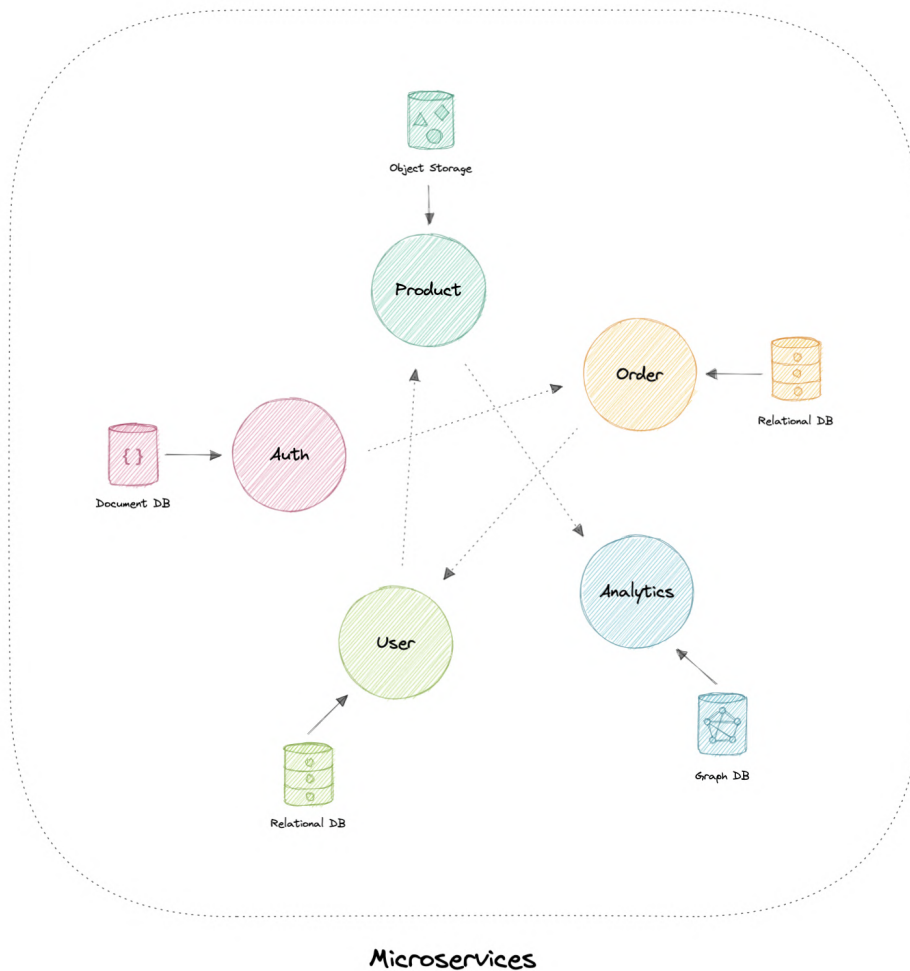 Object Storage
Product
Order
Relational DB
Auth
{ }
Document DB
Analytics
User
Graph DB
Relational DB
Microservices